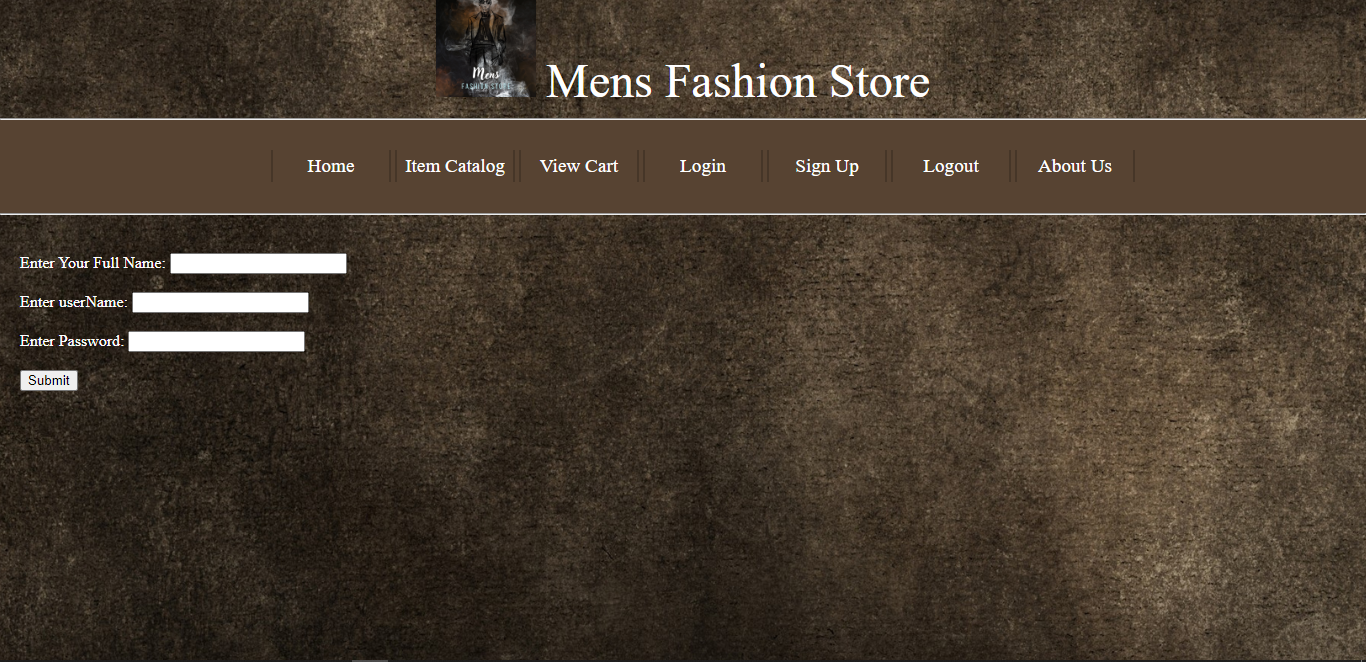 Mens
FASHION STORE
Mens Fashion Store
Home
Item Catalog
View Cart
Login
Sign Up
Logout
About Us
Enter Your Full Name:
Enter userName:
Enter Password:
Submit